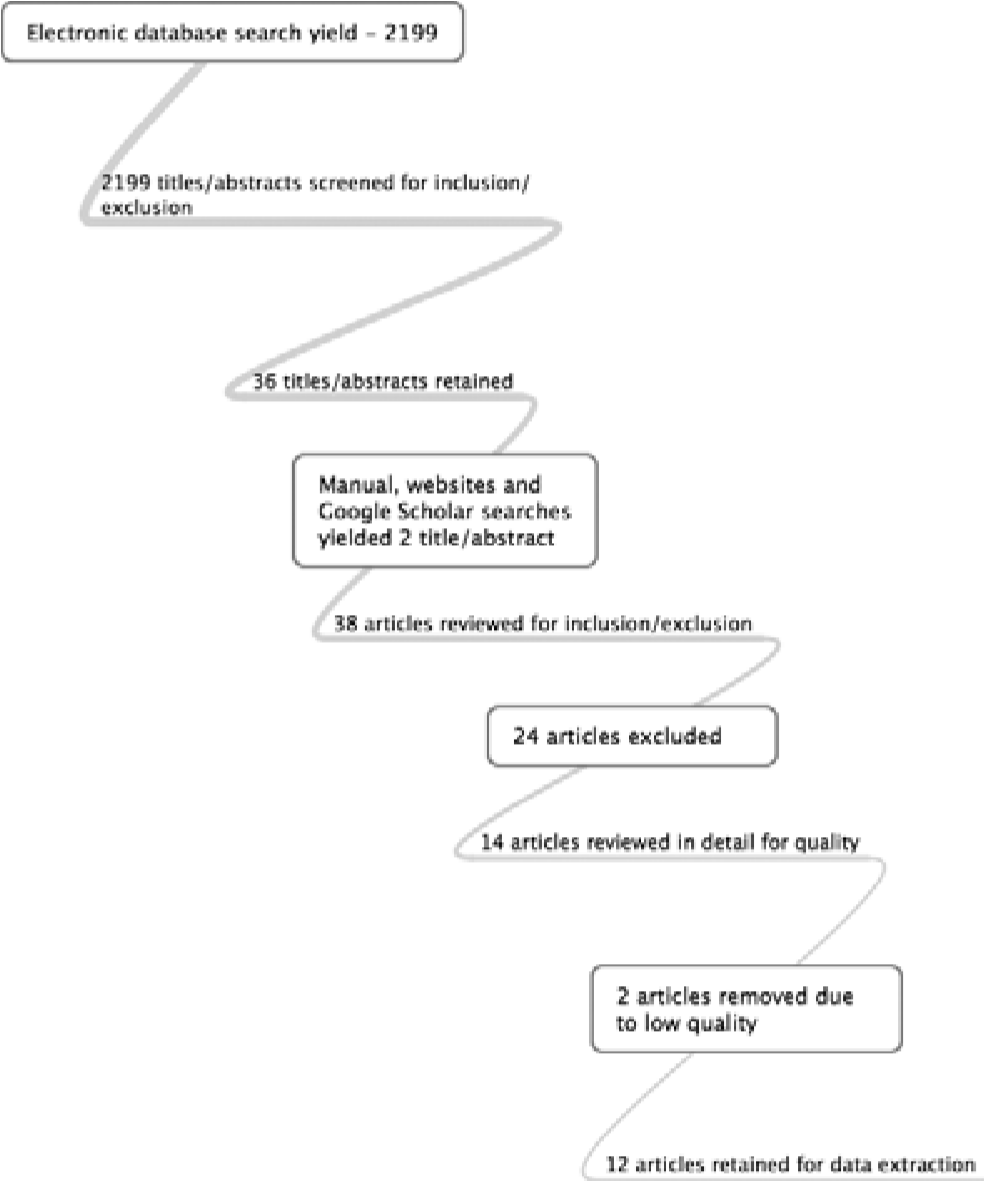 Electronic database search yield – 2199
2199 titles/abstracts screened for inclusion/
exclusion
36 titles/abstracts retained
Manual, websites and
Google Scholar searches
yielded 2 title/abstract
38 articles reviewed for inclusion/exclusion
24 articles excluded
14 articles reviewed in detail for quality
2 articles removed due
to low quality
12 articles retained for data extraction